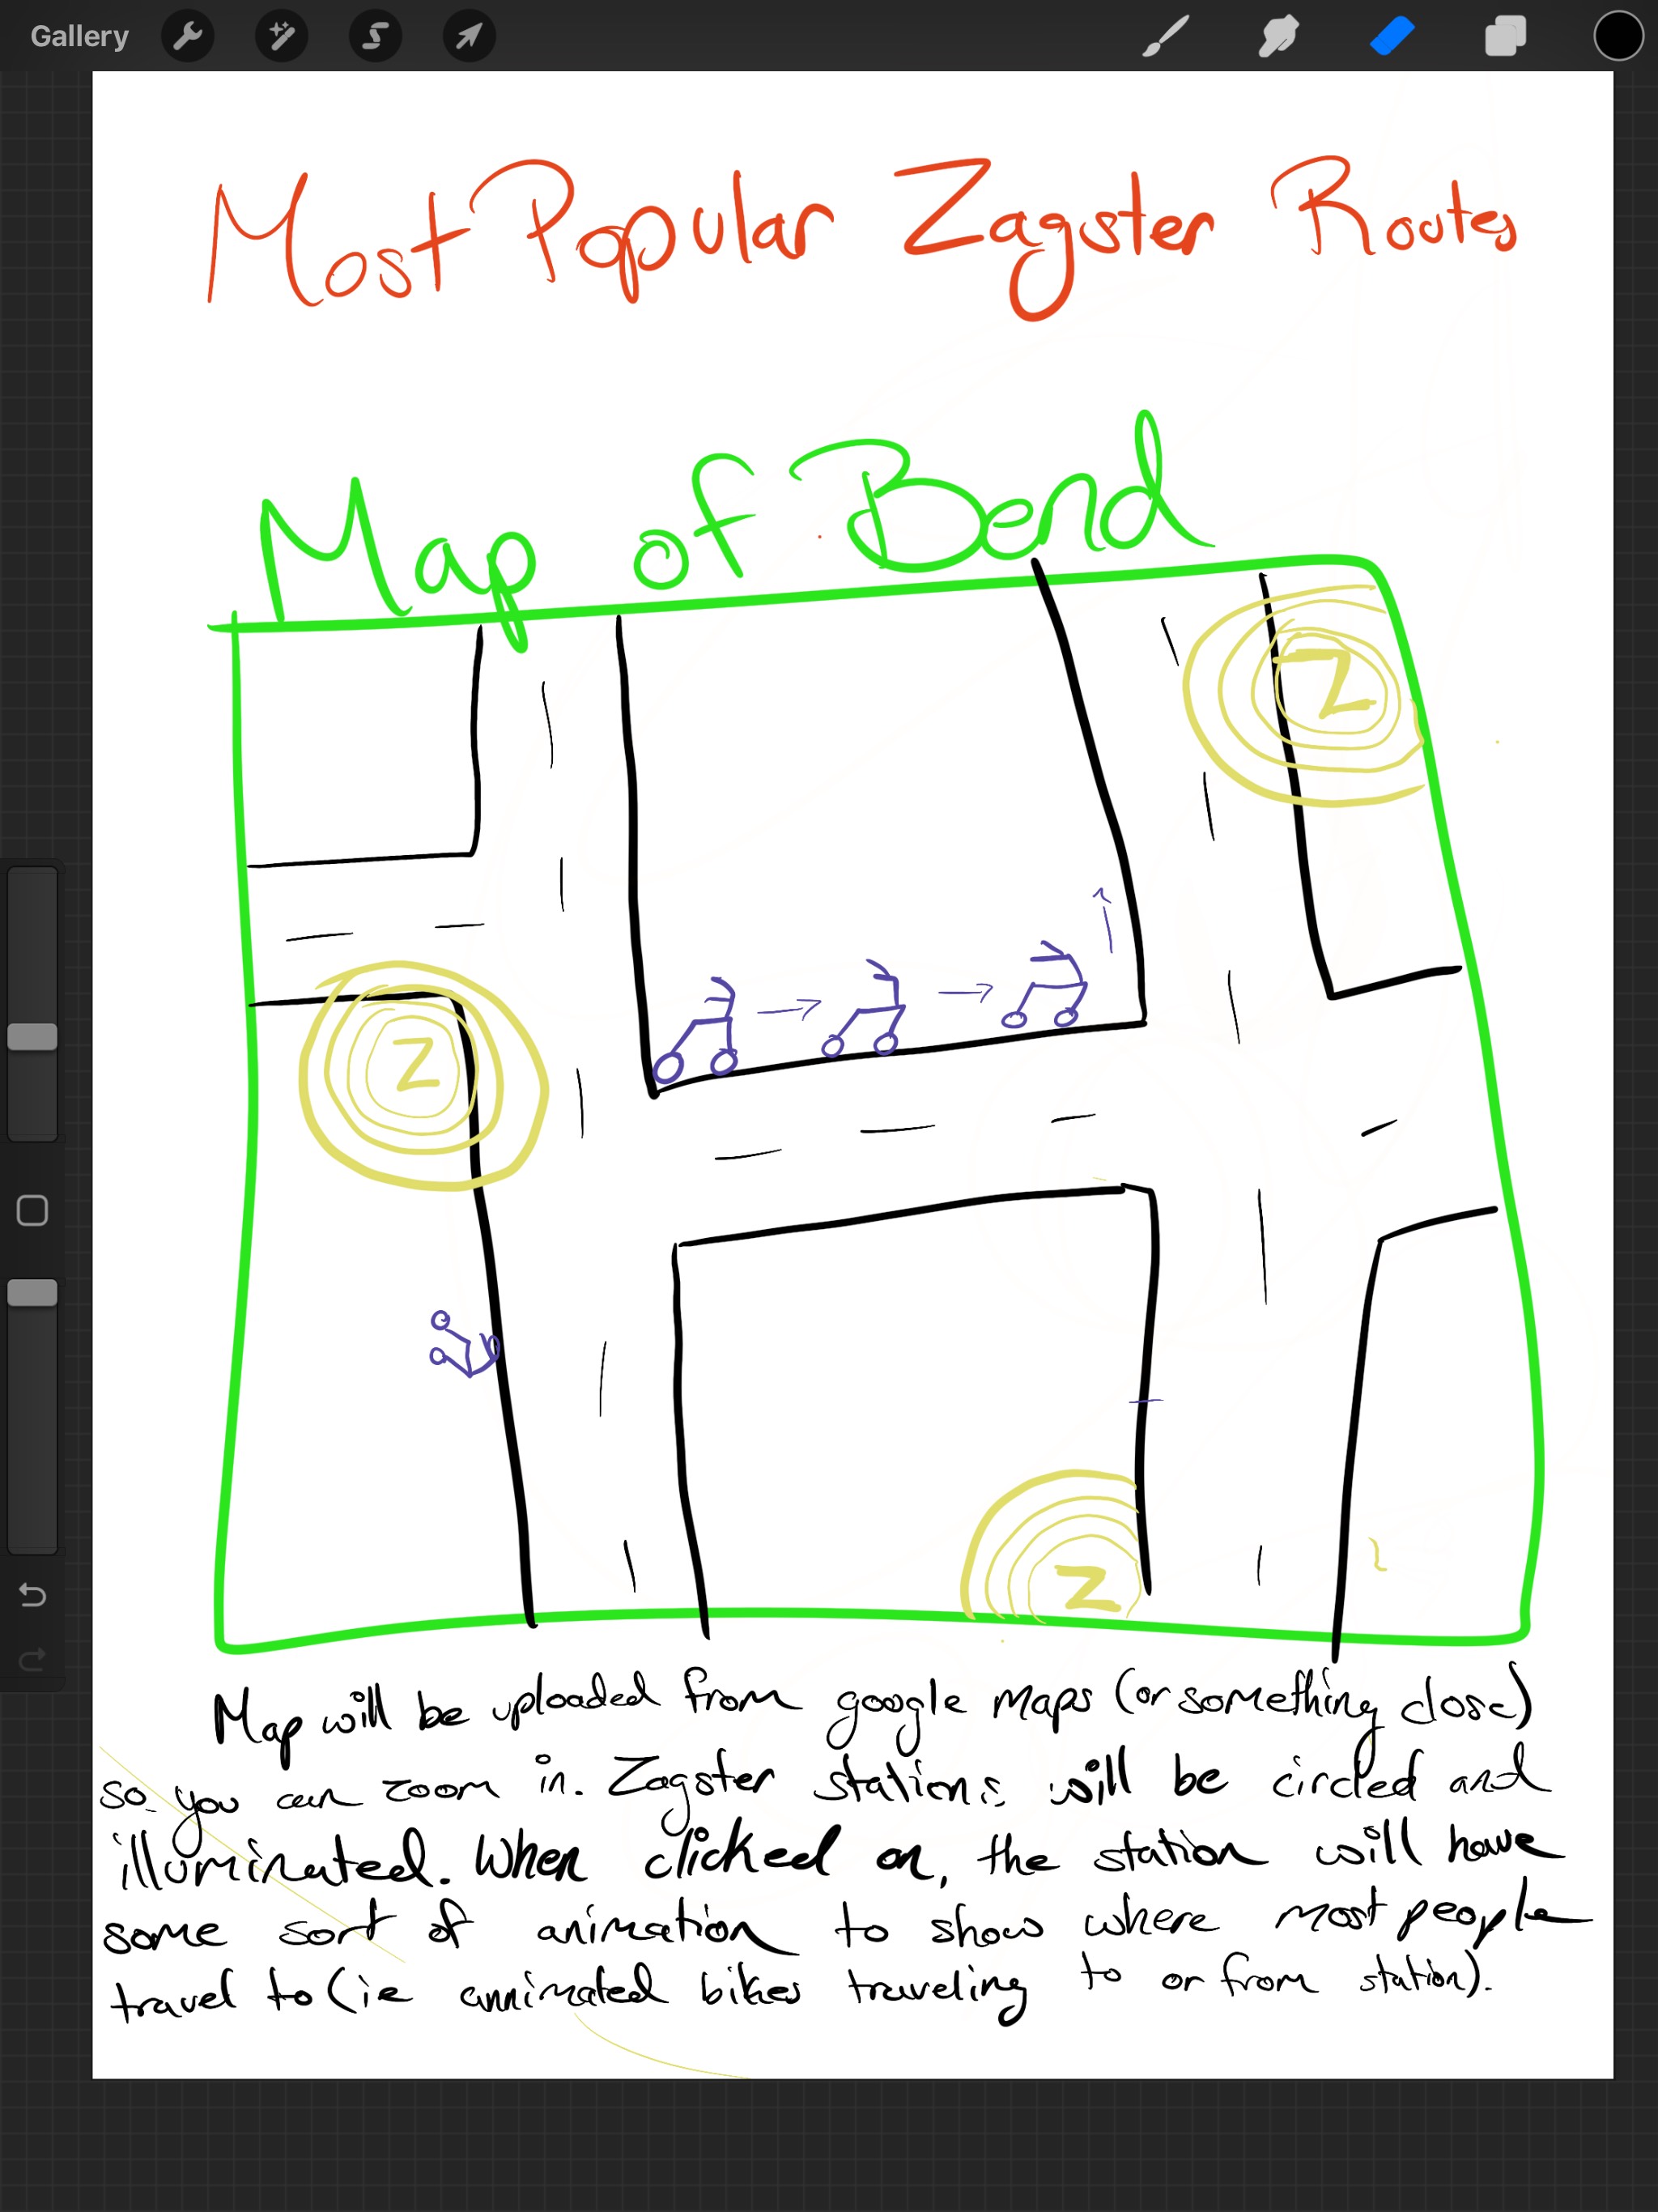 Gallery
Most Popular Zagster Routes
Map of Bend
Z
Z
Z
Map will be uploaded from google maps (or something close)
so you can zoom in. Zagster stations will be circled and
illuminated. When clicked on, the station will have
some sort of animation to show where most people
travel to (ie annimated bikes traveling to or from station).